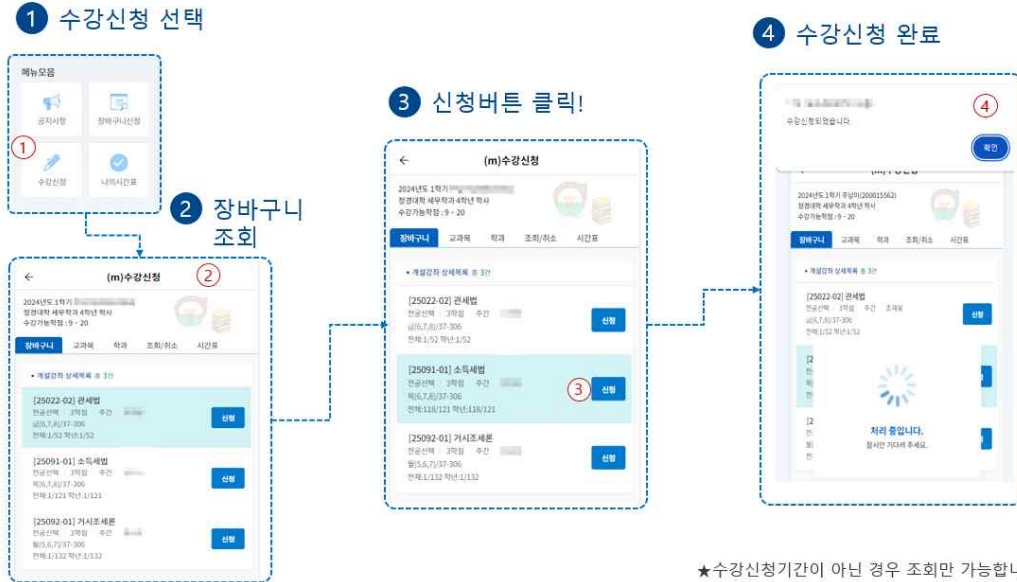 1 수강신청 선택
메뉴모음
공지사항
장바구니신청
1
수강신청
나의시간표
2 장바구니
조회
←
(m)수강신청
2
2024년도 1학기
정경대학 세무학과 4학년 학사
수강가능학점 : 9 - 20
장바구니 교과목 학과 조회/취소 시간표
• 개설강좌 상세목록 총 3건
[25022-02] 관세법
전공선택 3학점 주간
금[6,7,8]/37-306
전체:1/52 학년:1/52
신청
[25091-01] 소득세법
전공선택 3학점 주간
목[6,7,8]/37-306
전체:1/121 학년:1/121
신청
[25092-01] 거시조세론
전공선택 3학점 주간
월[5,6,7]/37-306
전체:1/132 학년:1/132
신청
3 신청버튼 클릭!
←
(m)수강신청
2024년도 1학기
정경대학 세무학과 4학년 학사
수강가능학점 : 9 - 20
장바구니 교과목 학과 조회/취소 시간표
• 개설강좌 상세목록 총 3건
[25022-02] 관세법
전공선택 3학점 주간
금[6,7,8]/37-306
전체:1/52 학년:1/52
신청
[25091-01] 소득세법
전공선택 3학점 주간
목[6,7,8]/37-306
전체:118/121 학년:118/121
3
신청
[25092-01] 거시조세론
전공선택 3학점 주간
월[5,6,7]/37-306
전체:1/132 학년:1/132
신청
4 수강신청 완료
4
수강신청되었습니다.
확인
2024년도 1학기
정경대학 세무학과 4학년 학사
수강가능학점 : 9 - 20
장바구니 교과목 학과 조회/취소 시간표
• 개설강좌 상세목록 총 3건
[25022-02] 관세법
전공선택 3학점 주간
금[6,7,8]/37-306
전체:1/52 학년:1/52
신청
처리 중입니다.
잠시만 기다려 주세요.
★수강신청기간이 아닌 경우 조회만 가능합니